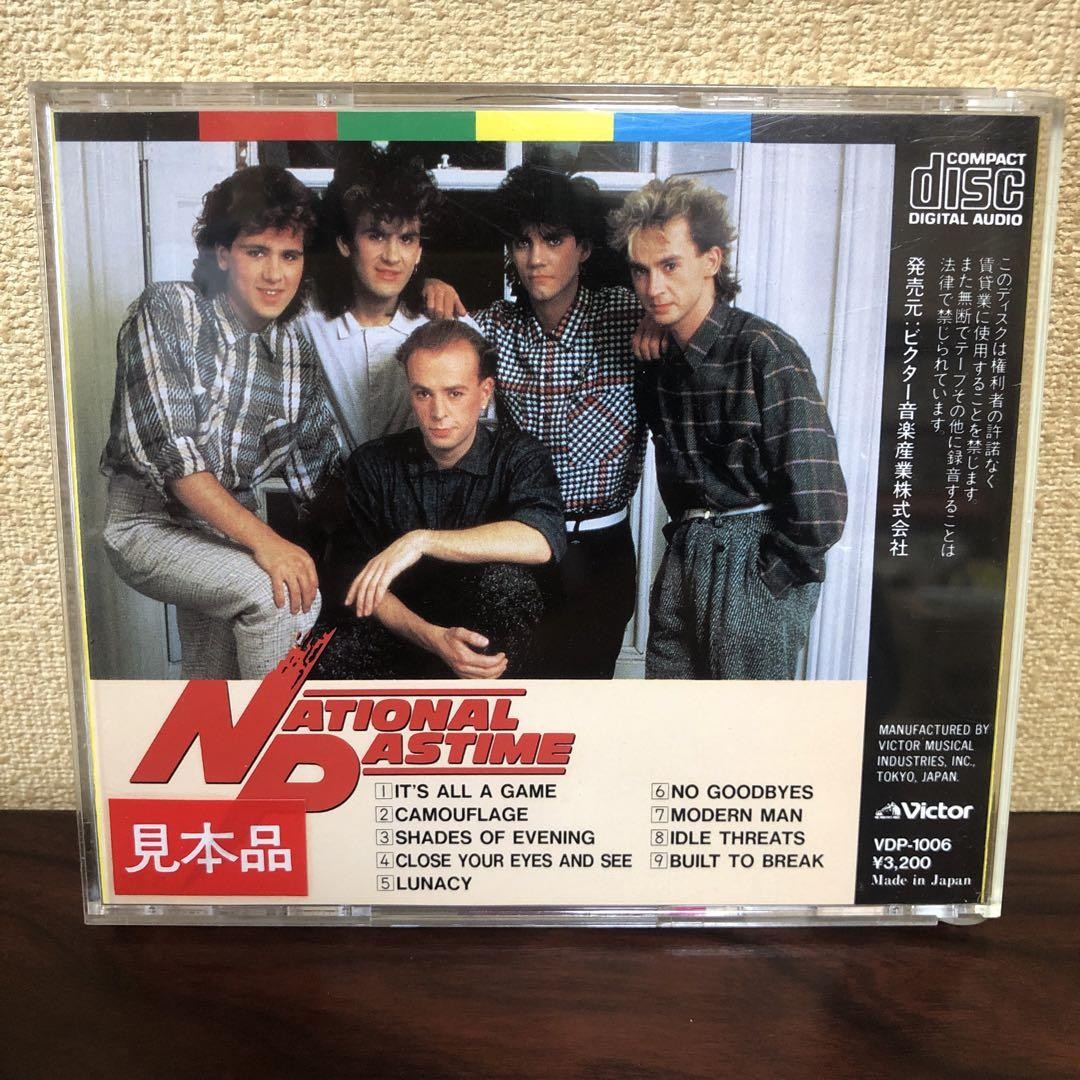 COMPACT
disc
DIGITAL AUDIO
このディスクは権利者の許諾なく
賃貸業に使用することを禁じます。
また無断でテープその他に録音することは
法律で禁じられています。
発売元:ビクター音楽産業株式会社
NATIONAL
PASTIME
1 IT'S ALL A GAME
2 CAMOUFLAGE
3 SHADES OF EVENING
4 CLOSE YOUR EYES AND SEE
5 LUNACY
6 NO GOODBYES
7 MODERN MAN
8 IDLE THREATS
9 BUILT TO BREAK
見本品
MANUFACTURED BY
VICTOR MUSICAL
INDUSTRIES, INC.,
TOKYO, JAPAN.
Victor
VDP-1006
¥3,200
Made in Japan